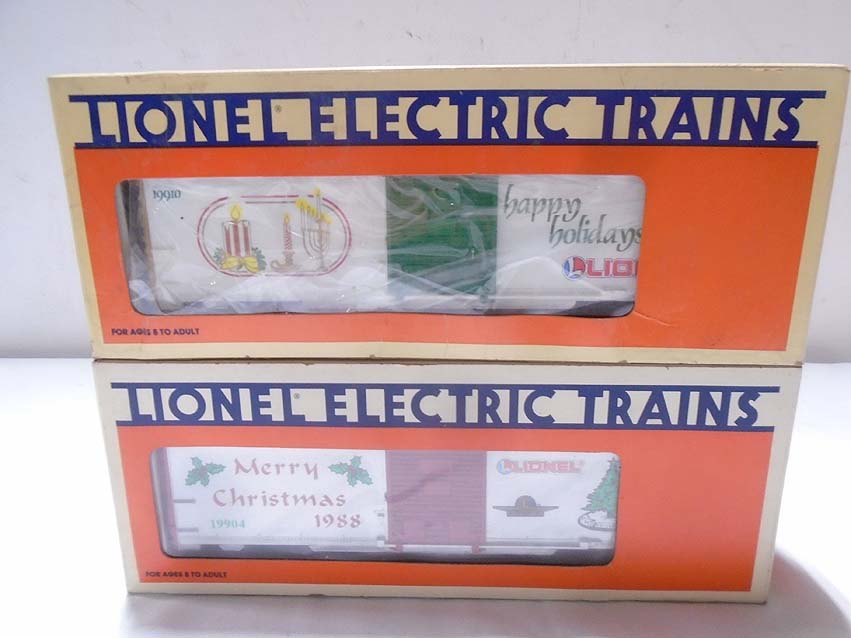 LIONEL® ELECTRIC TRAINS
19910
happy
holidays
FOR AGES 8 TO ADULT
LIONEL® ELECTRIC TRAINS
Merry
LIONEL
Christmas
19904 1988
FOR AGES 8 TO ADULT